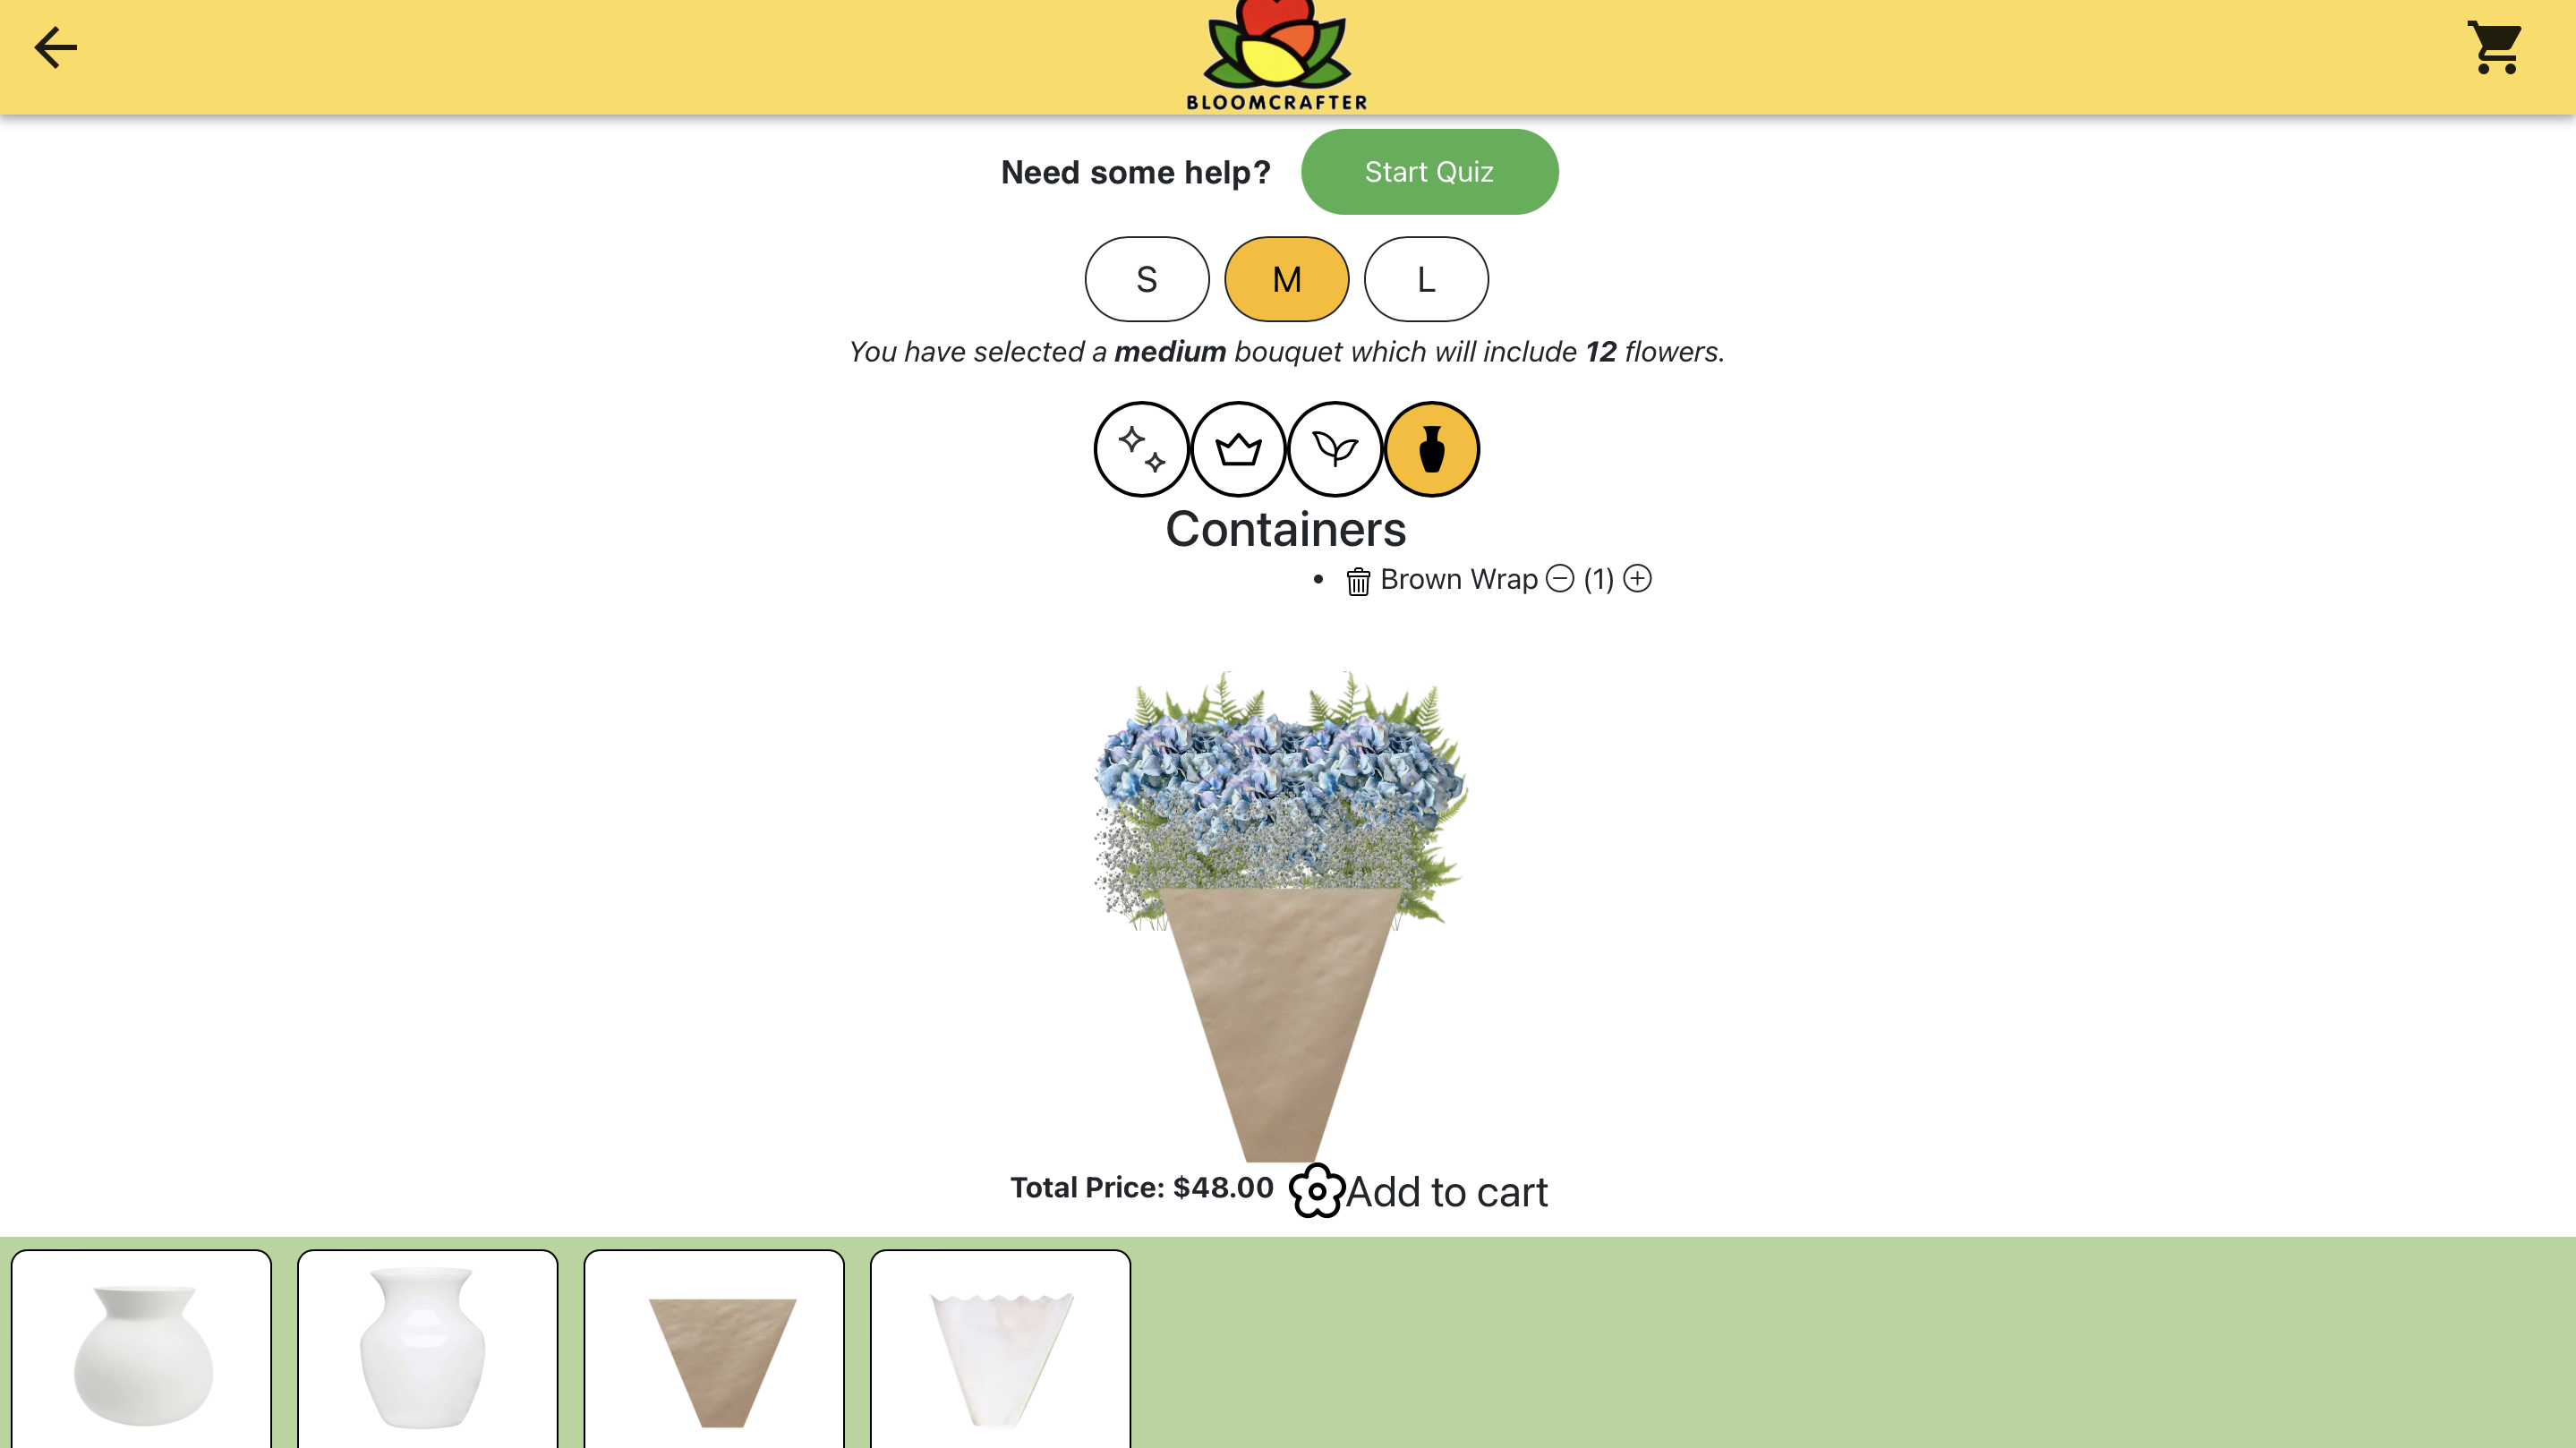 BLOOMCRAFTER
Need some help? Start Quiz
S M L
You have selected a medium bouquet which will include 12 flowers.
Containers
• Brown Wrap (1)
Total Price: $48.00 Add to cart